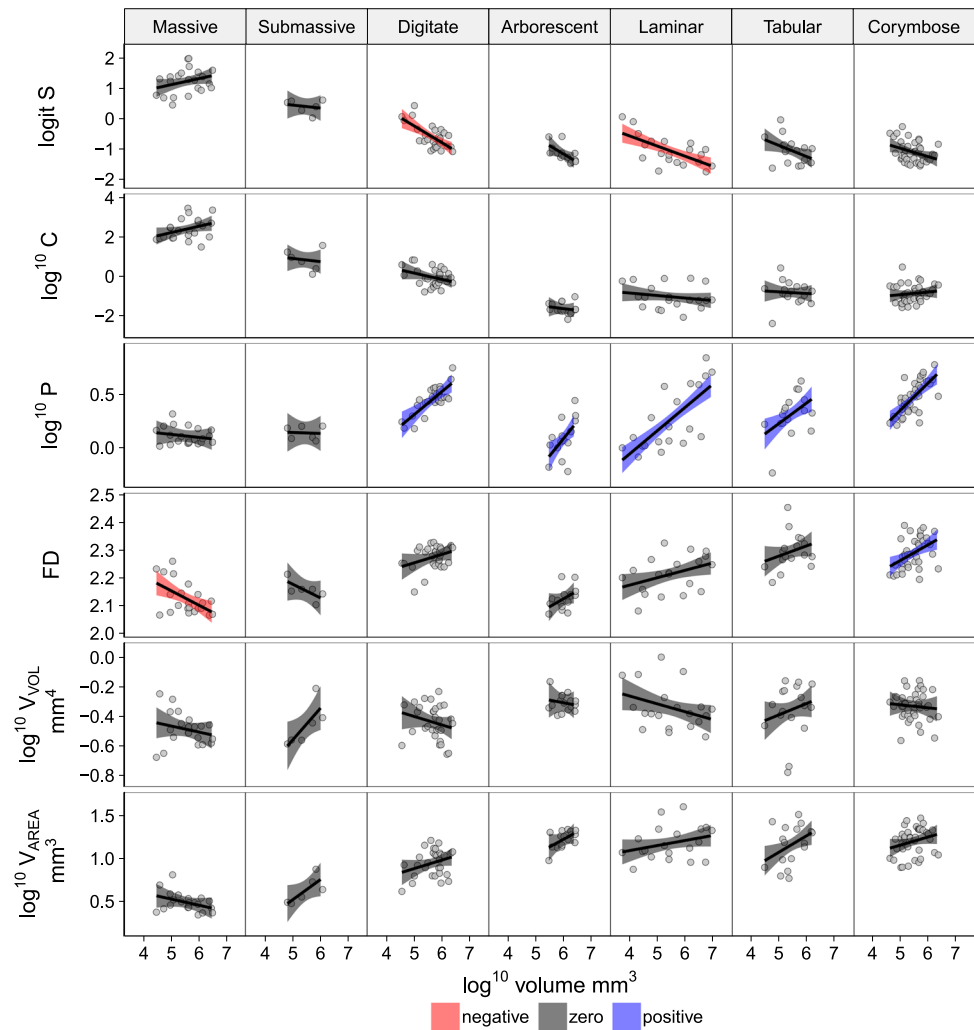 Massive Submassive Digitate Arborescent Laminar Tabular Corymbose
logit S
2
1
0
−1
−2
log¹⁰ C
4
2
0
−2
log¹⁰ P
0.5
0.0
FD
2.5
2.4
2.3
2.2
2.1
2.0
log¹⁰ V_VOL
mm⁴
0.0
−0.2
−0.4
−0.6
−0.8
log¹⁰ V_AREA
mm³
1.5
1.0
0.5
4 5 6 7 4 5 6 7 4 5 6 7 4 5 6 7 4 5 6 7 4 5 6 7 4 5 6 7
log¹⁰ volume mm³
negative zero positive